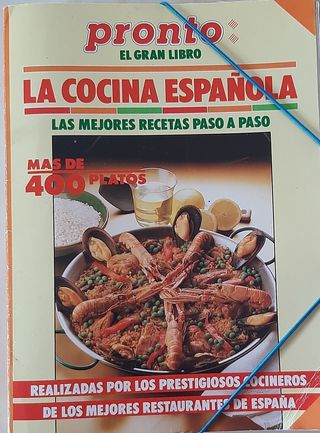 pronto:
EL GRAN LIBRO
LA COCINA ESPAÑOLA
LAS MEJORES RECETAS PASO A PASO
MAS DE
400 PLATOS
REALIZADAS POR LOS PRESTIGIOSOS COCINEROS
DE LOS MEJORES RESTAURANTES DE ESPAÑA